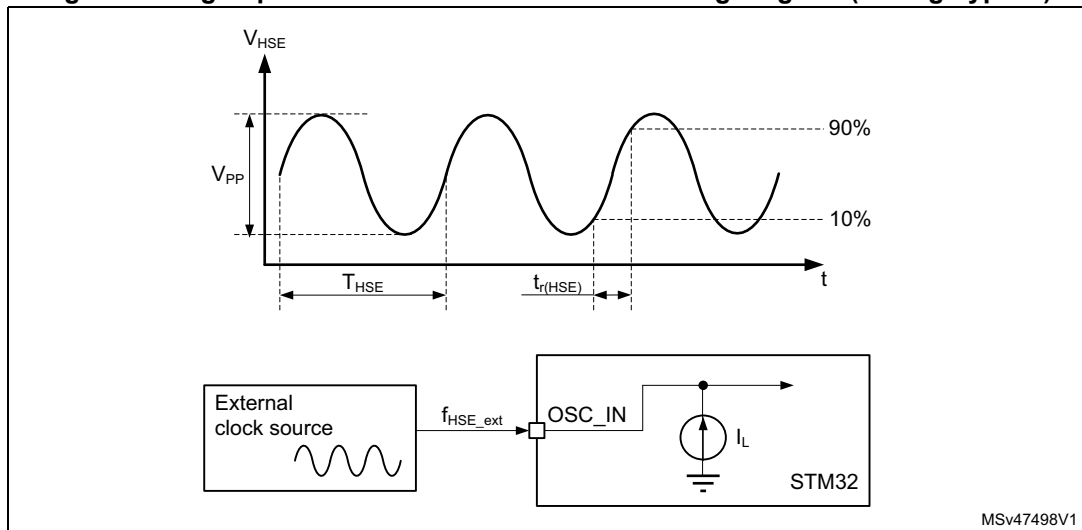 V_HSE
90%
V_PP
10%
t
T_HSE
t_r(HSE)
External
clock source
f_HSE_ext
OSC_IN
I_L
STM32
MSv47498V1